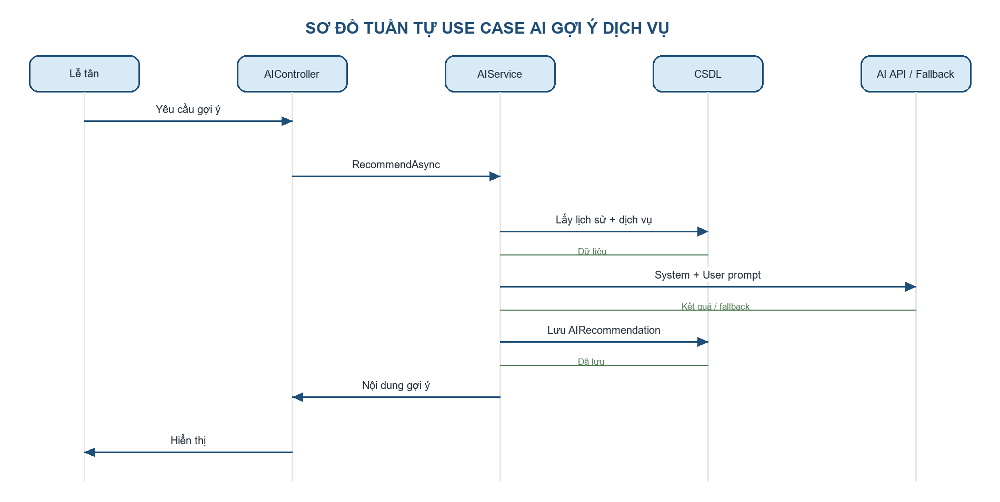 SƠ ĐỒ TUẦN TỰ USE CASE AI GỢI Ý DỊCH VỤ
Lễ tân
AIController
AIService
CSDL
AI API / Fallback
Yêu cầu gợi ý
RecommendAsync
Lấy lịch sử + dịch vụ
Dữ liệu
System + User prompt
Kết quả / fallback
Lưu AIRecommendation
Đã lưu
Nội dung gợi ý
Hiển thị